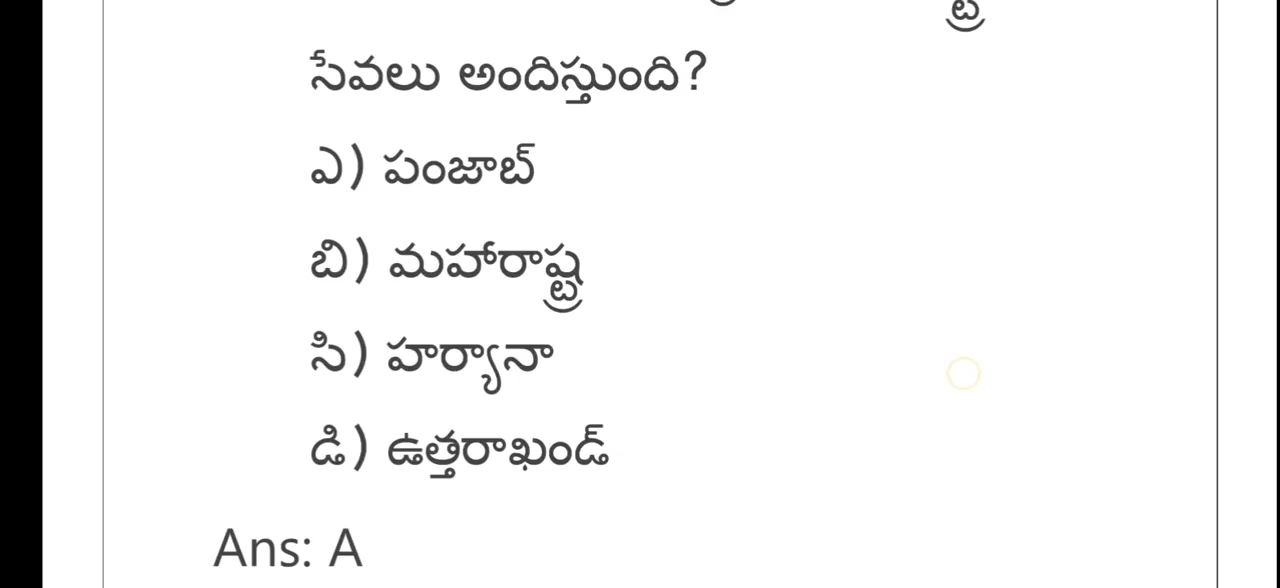 సేవలు అందిస్తుంది?
ఎ) పంజాబ్
బి) మహారాష్ట్ర
సి) హర్యానా
డి) ఉత్తరాఖండ్
Ans: A